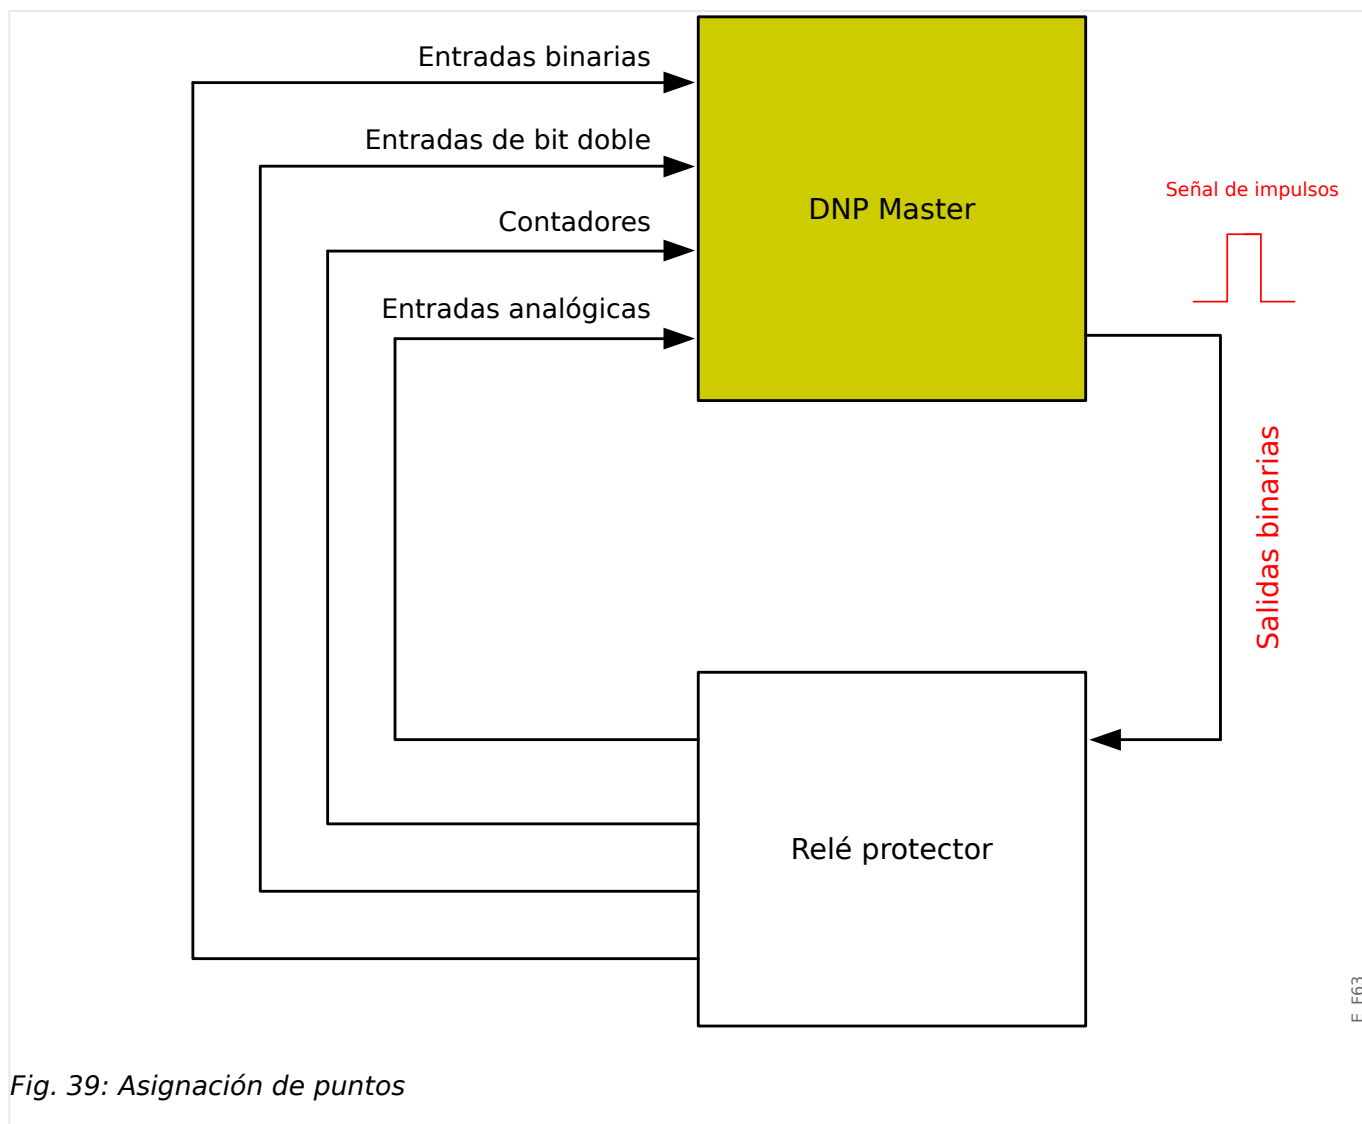 Entradas binarias
Entradas de bit doble
Contadores
Entradas analógicas
DNP Master
Señal de impulsos
Salidas binarias
Relé protector
Fig. 39: Asignación de puntos